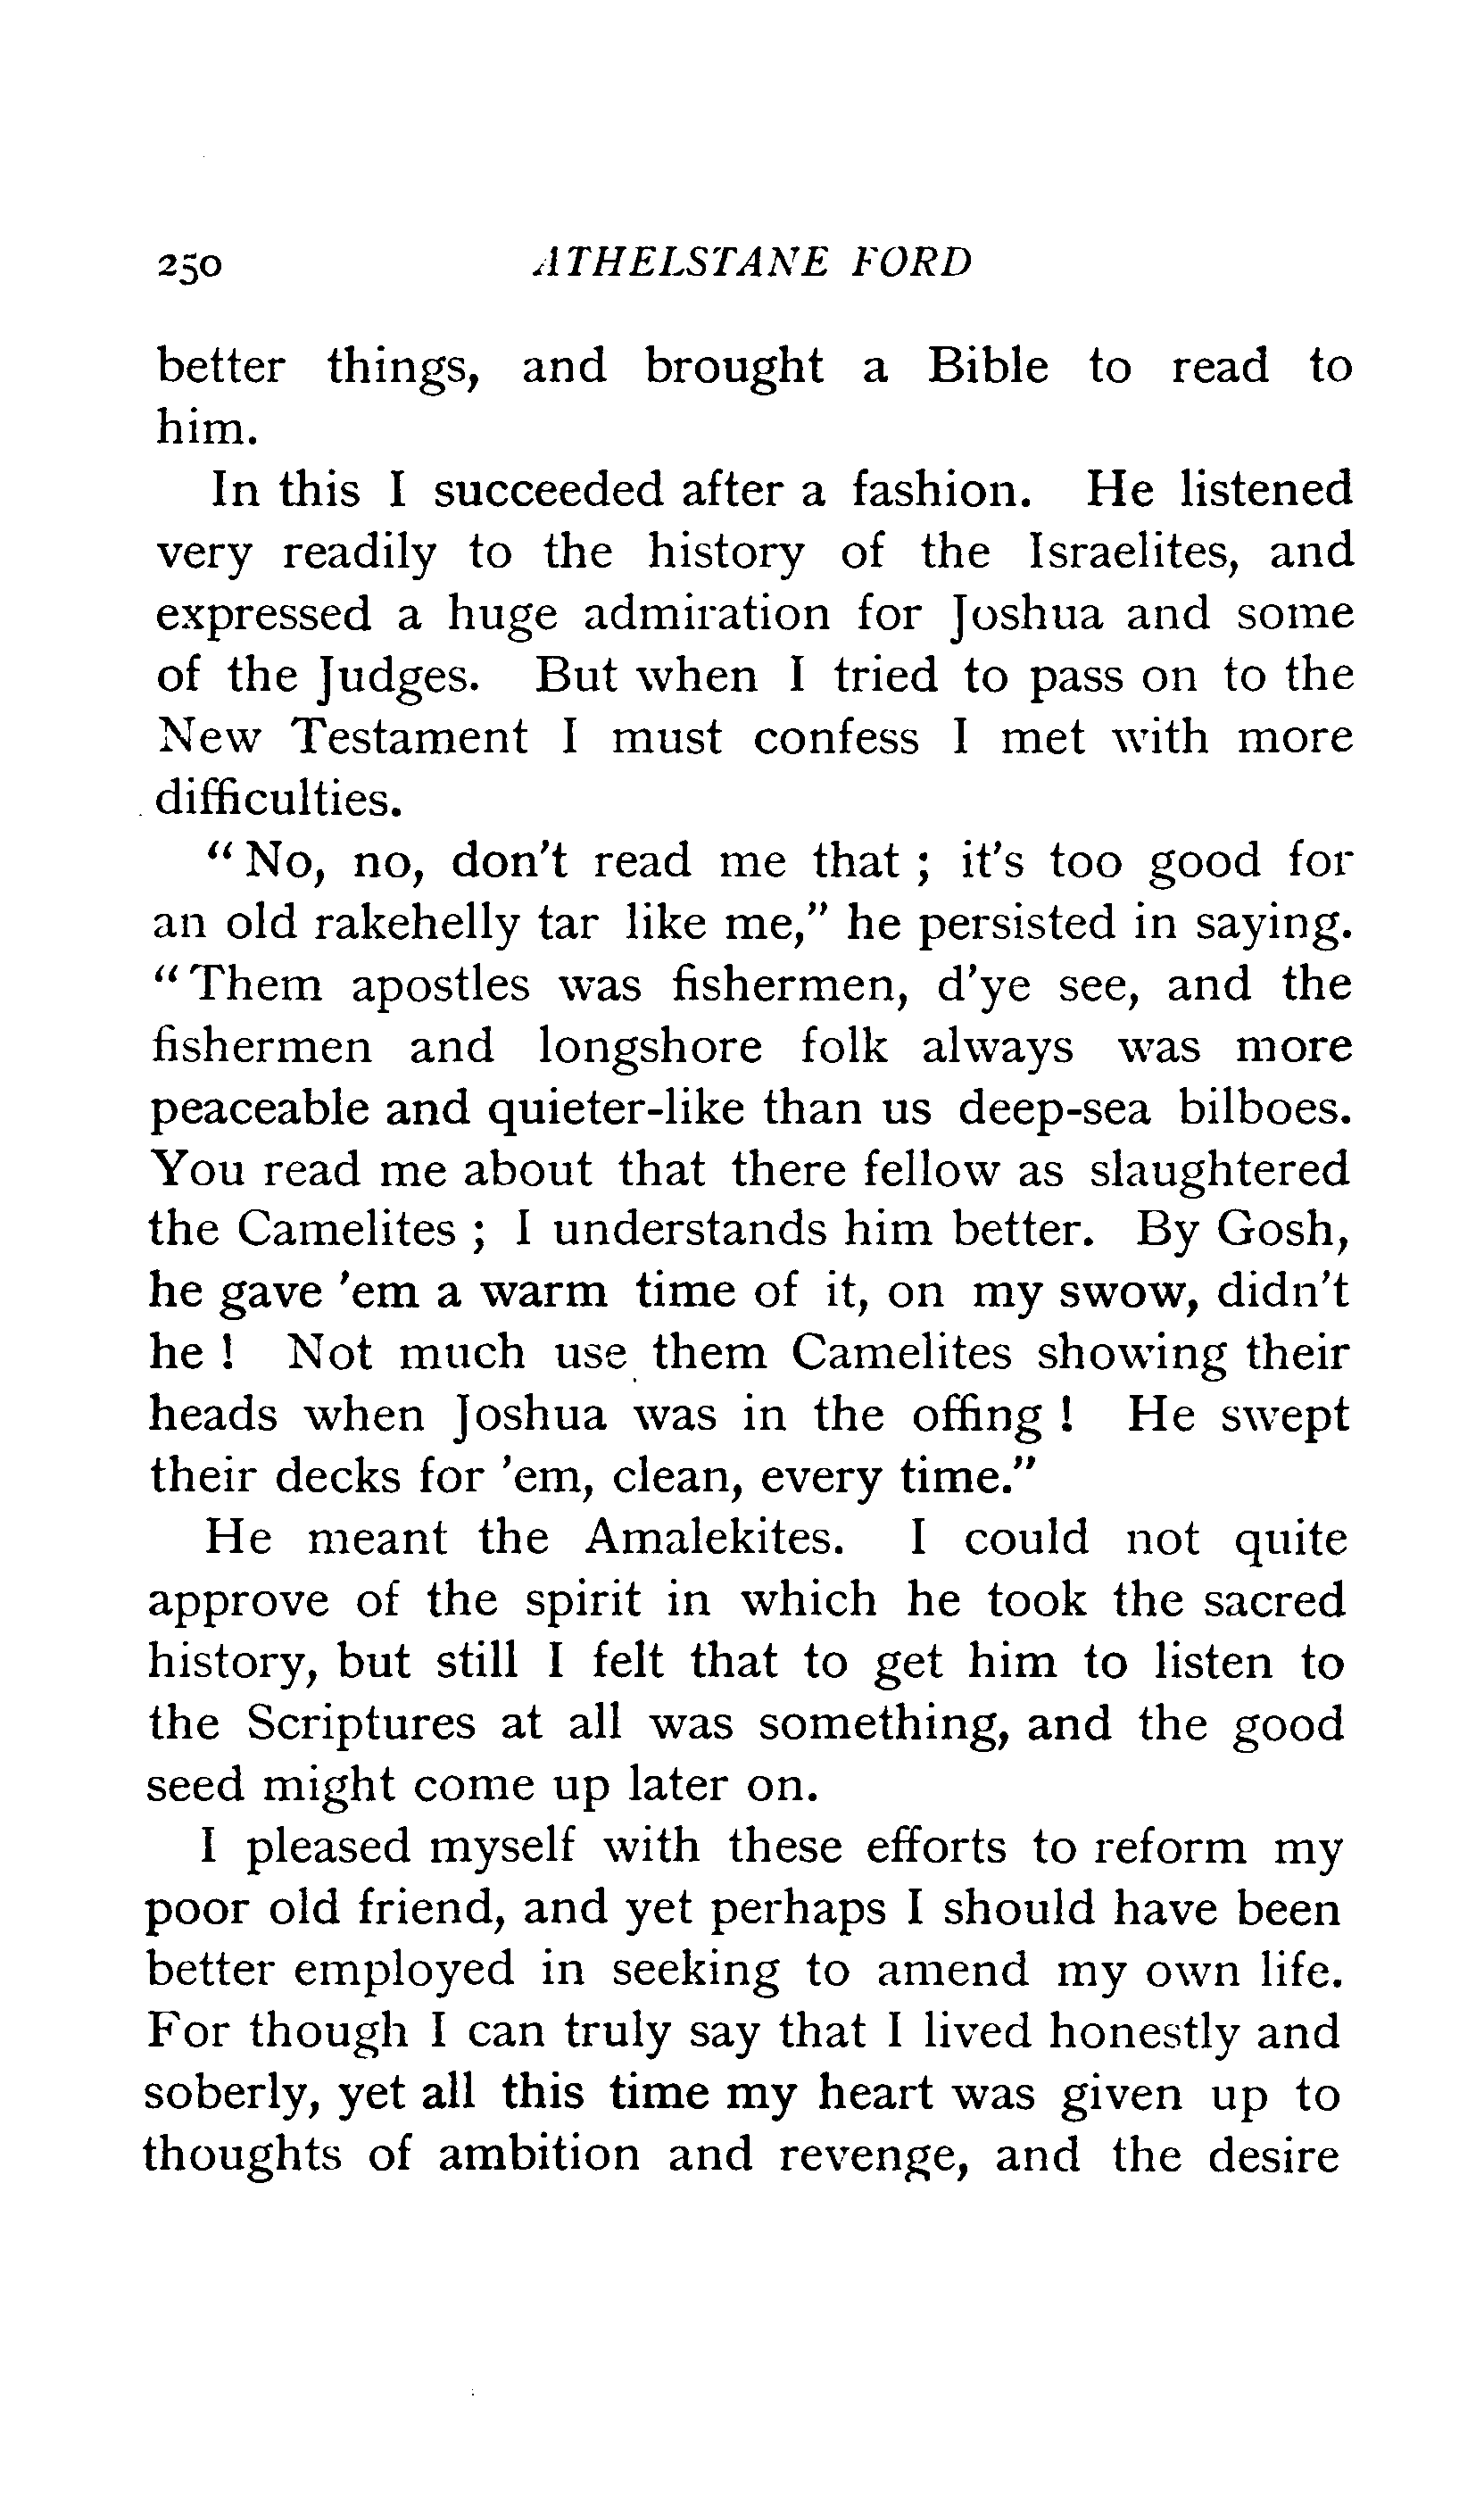 250 ATHELSTANE FORD
better things, and brought a Bible to read to
him.
In this I succeeded after a fashion. He listened
very readily to the history of the Israelites, and
expressed a huge admiration for Joshua and some
of the Judges. But when I tried to pass on to the
New Testament I must confess I met with more
difficulties.
"No, no, don't read me that ; it's too good for
an old rakehelly tar like me," he persisted in saying.
"Them apostles was fishermen, d'ye see, and the
fishermen and longshore folk always was more
peaceable and quieter-like than us deep-sea bilboes.
You read me about that there fellow as slaughtered
the Camelites ; I understands him better. By Gosh,
he gave 'em a warm time of it, on my swow, didn't
he ! Not much use them Camelites showing their
heads when Joshua was in the offing ! He swept
their decks for 'em, clean, every time."
He meant the Amalekites. I could not quite
approve of the spirit in which he took the sacred
history, but still I felt that to get him to listen to
the Scriptures at all was something, and the good
seed might come up later on.
I pleased myself with these efforts to reform my
poor old friend, and yet perhaps I should have been
better employed in seeking to amend my own life.
For though I can truly say that I lived honestly and
soberly, yet all this time my heart was given up to
thoughts of ambition and revenge, and the desire